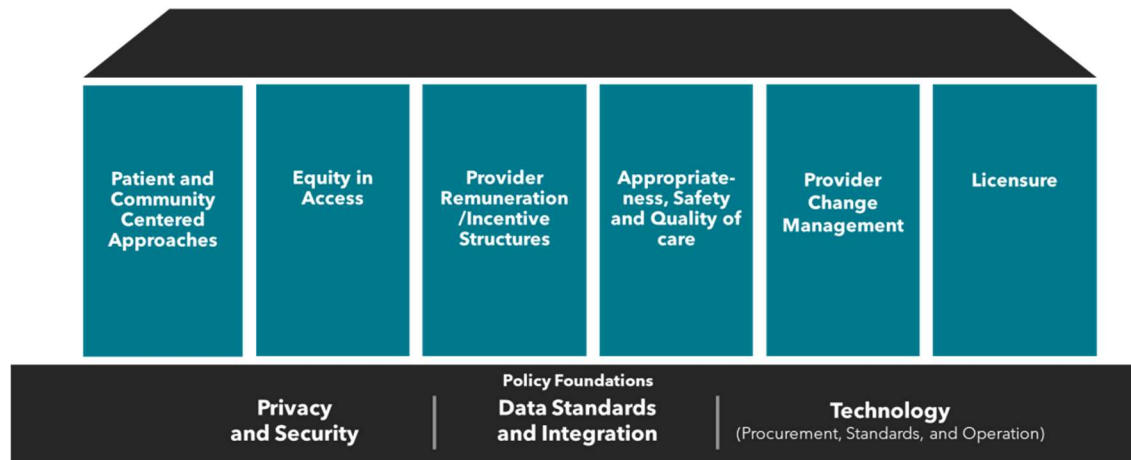 Patient and
Community
Centered
Approaches
Equity in
Access
Provider
Remuneration
/Incentive
Structures
Appropriate-
ness, Safety
and Quality of
care
Provider
Change
Management
Licensure
Policy Foundations
Privacy
and Security
Data Standards
and Integration
Technology
(Procurement, Standards, and Operation)